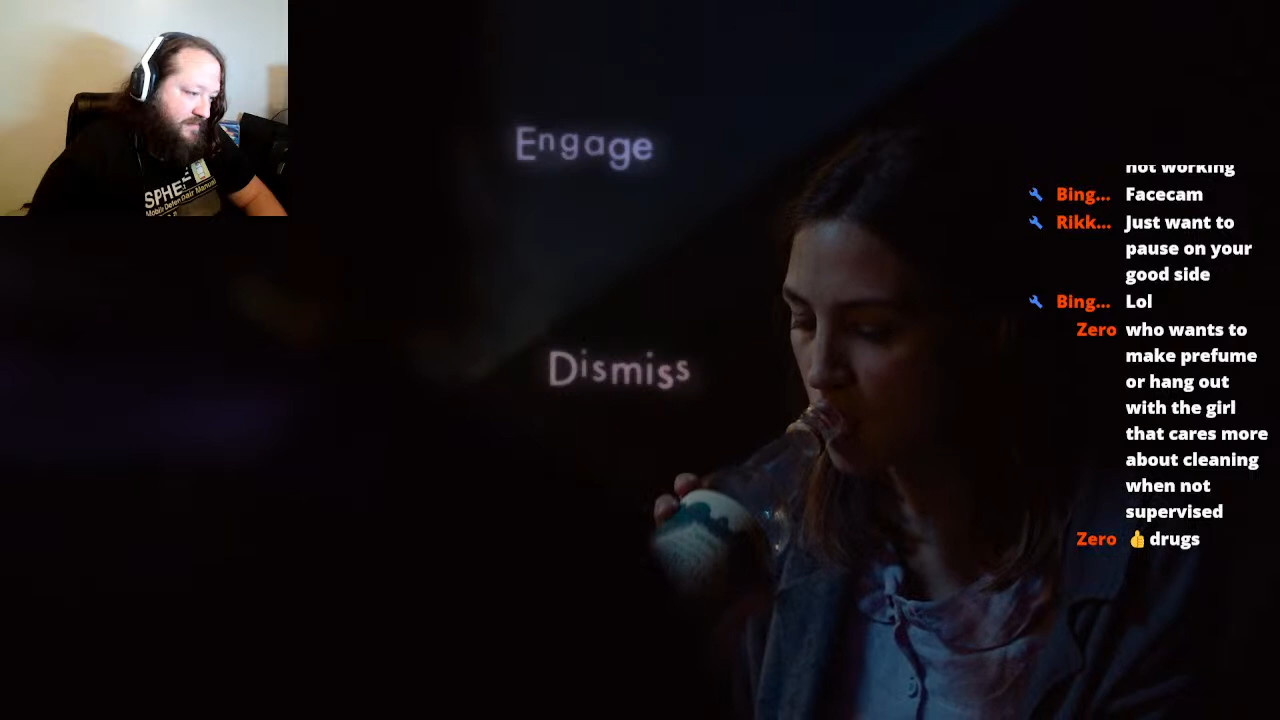 Engage
Dismiss
SPHE
not working
Bing... Facecam
Rikk... Just want to
pause on your
good side
Bing... Lol
Zero who wants to
make prefume
or hang out
with the girl
that cares more
about cleaning
when not
supervised
Zero 👍drugs